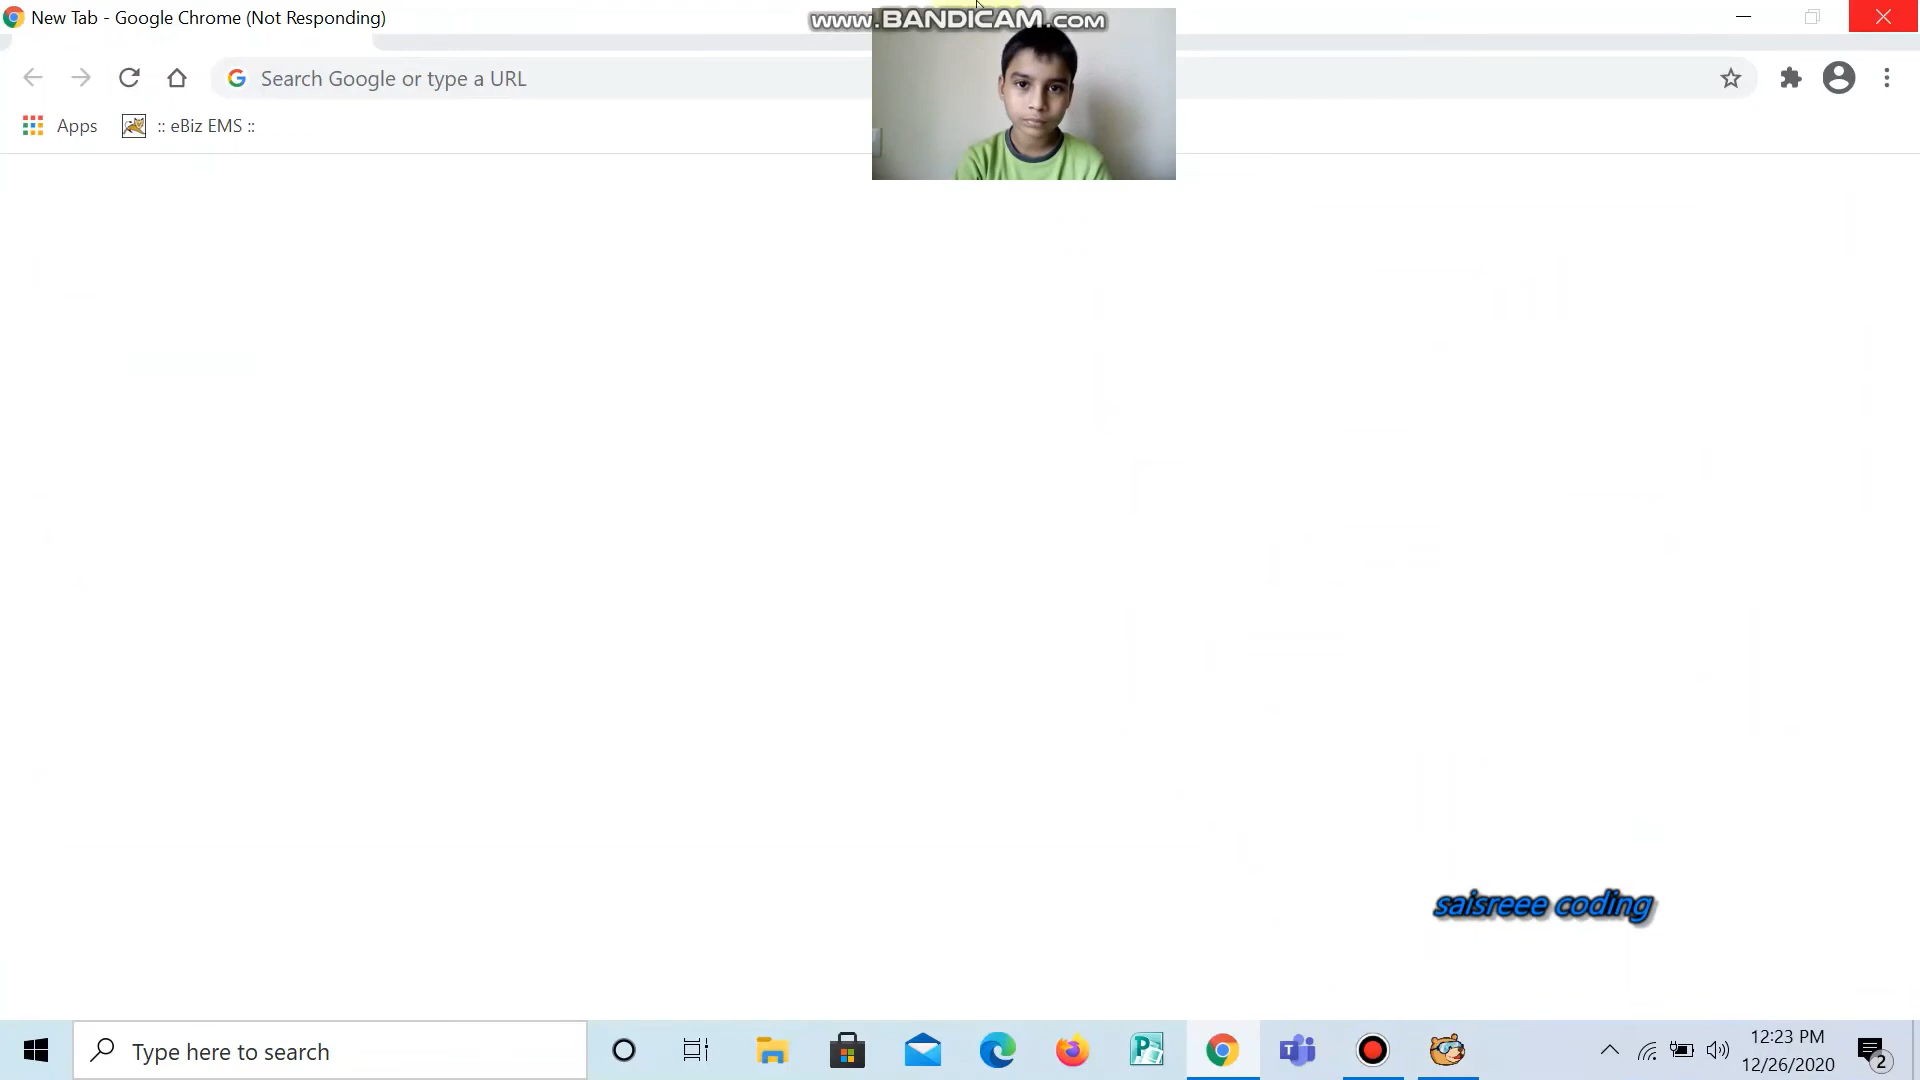 New Tab - Google Chrome (Not Responding)
www.BANDICAM.com
Search Google or type a URL
Apps
:: eBiz EMS ::
saisreee coding
Type here to search
12:23 PM
12/26/2020
2